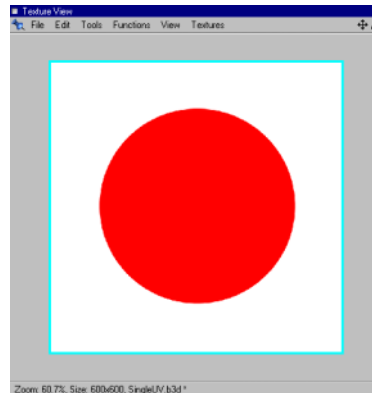 Texture View
File Edit Tools Functions View Textures
Zoom: 60.7%, Size: 600x600, SingleUV.b3d *